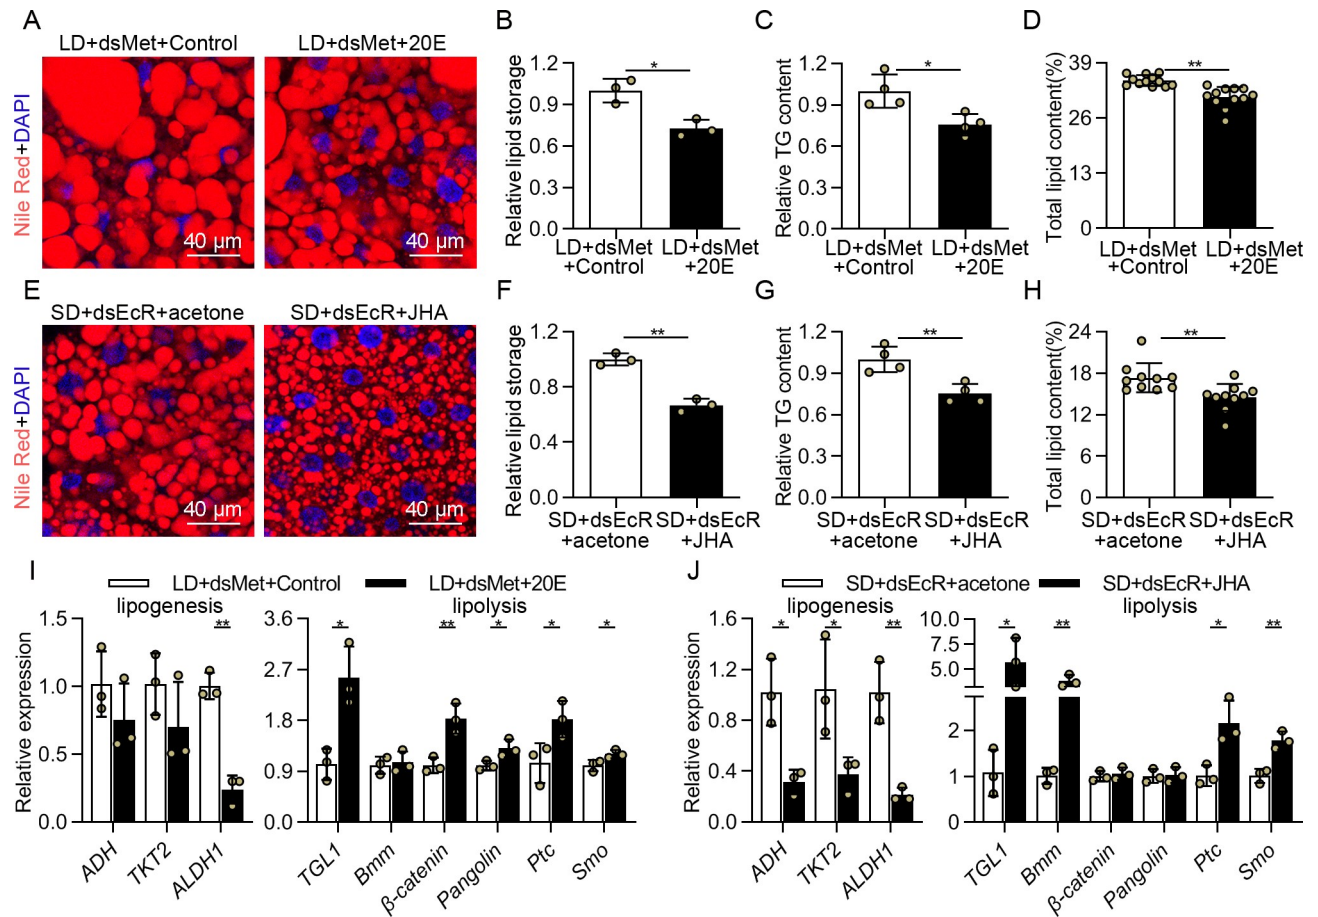 A
LD+dsMet+Control
LD+dsMet+20E
Nile Red+DAPI
40 μm
40 μm
B
Relative lipid storage
1.2
0.9
0.6
0.3
0.0
*
LD+dsMet
+Control
LD+dsMet
+20E
C
Relative TG content
1.2
0.9
0.6
0.3
0.0
*
LD+dsMet
+Control
LD+dsMet
+20E
D
Total lipid content(%)
39
26
13
0
**
LD+dsMet
+Control
LD+dsMet
+20E
E
SD+dsEcR+acetone
SD+dsEcR+JHA
Nile Red+DAPI
40 μm
40 μm
F
Relative lipid storage
1.2
0.8
0.4
0.0
**
SD+dsEcR
+acetone
SD+dsEcR
+JHA
G
Relative TG content
1.2
0.9
0.6
0.3
0.0
**
SD+dsEcR
+acetone
SD+dsEcR
+JHA
H
Total lipid content(%)
24
18
12
6
0
**
SD+dsEcR
+acetone
SD+dsEcR
+JHA
I
LD+dsMet+Control
LD+dsMet+20E
lipogenesis
lipolysis
Relative expression
1.5
1.0
0.5
0.0
**
ADH
TKT2
ALDH1
3.6
2.7
1.8
0.9
0.0
*
**
*
*
*
TGL1
Bmm
β-catenin
Pangolin
Ptc
Smo
J
SD+dsEcR+acetone
SD+dsEcR+JHA
lipogenesis
lipolysis
Relative expression
1.6
1.2
0.8
0.4
0.0
*
*
**
ADH
TKT2
ALDH1
10.0
7.5
5.0
2
1
0
*
**
*
**
TGL1
Bmm
β-catenin
Pangolin
Ptc
Smo